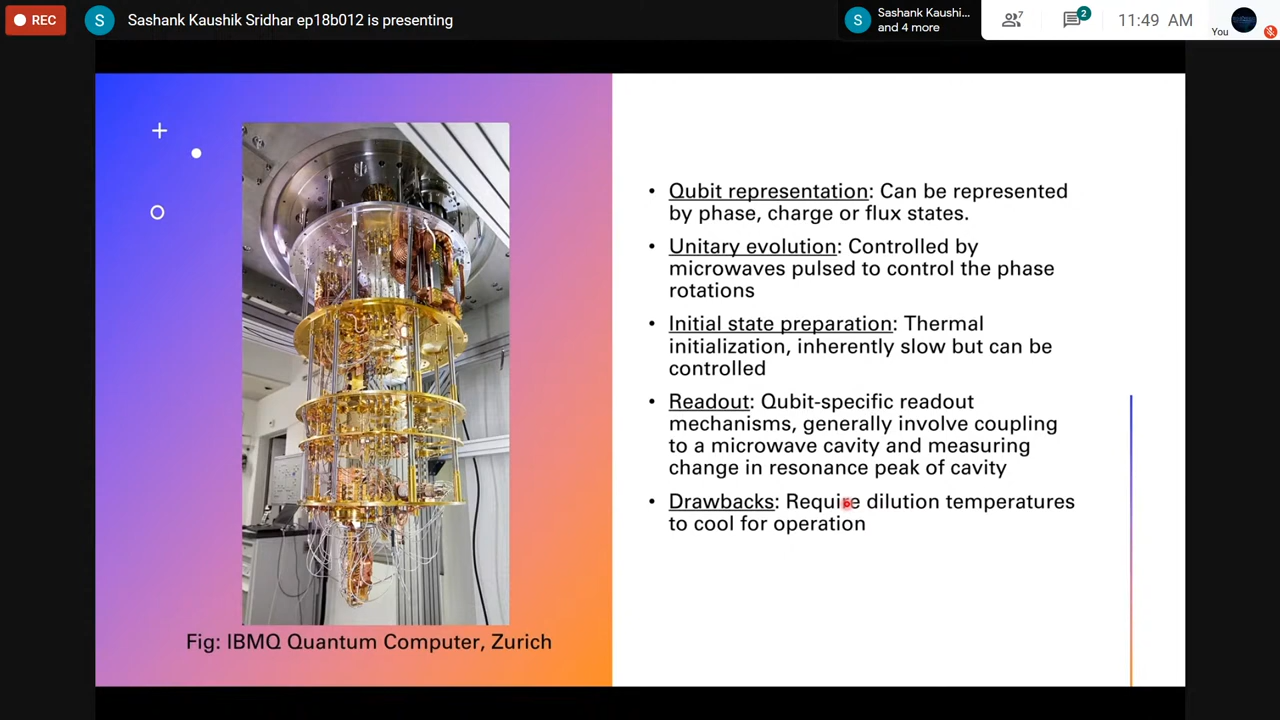 REC
S
Sashank Kaushik Sridhar ep18b012 is presenting
S
Sashank Kaushi...
and 4 more
7
2
11:49 AM
You
• Qubit representation: Can be represented
by phase, charge or flux states.
• Unitary evolution: Controlled by
microwaves pulsed to control the phase
rotations
• Initial state preparation: Thermal
initialization, inherently slow but can be
controlled
• Readout: Qubit-specific readout
mechanisms, generally involve coupling
to a microwave cavity and measuring
change in resonance peak of cavity
• Drawbacks: Require dilution temperatures
to cool for operation
Fig: IBMQ Quantum Computer, Zurich